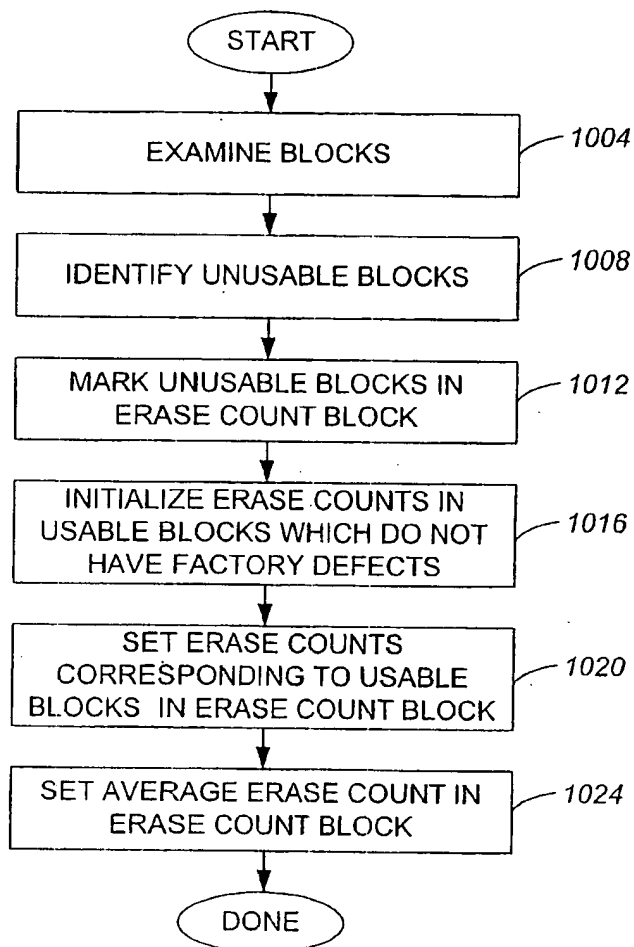 START
EXAMINE BLOCKS
1004
IDENTIFY UNUSABLE BLOCKS
1008
MARK UNUSABLE BLOCKS IN
ERASE COUNT BLOCK
1012
INITIALIZE ERASE COUNTS IN
USABLE BLOCKS WHICH DO NOT
HAVE FACTORY DEFECTS
1016
SET ERASE COUNTS
CORRESPONDING TO USABLE
BLOCKS IN ERASE COUNT BLOCK
1020
SET AVERAGE ERASE COUNT IN
ERASE COUNT BLOCK
1024
DONE